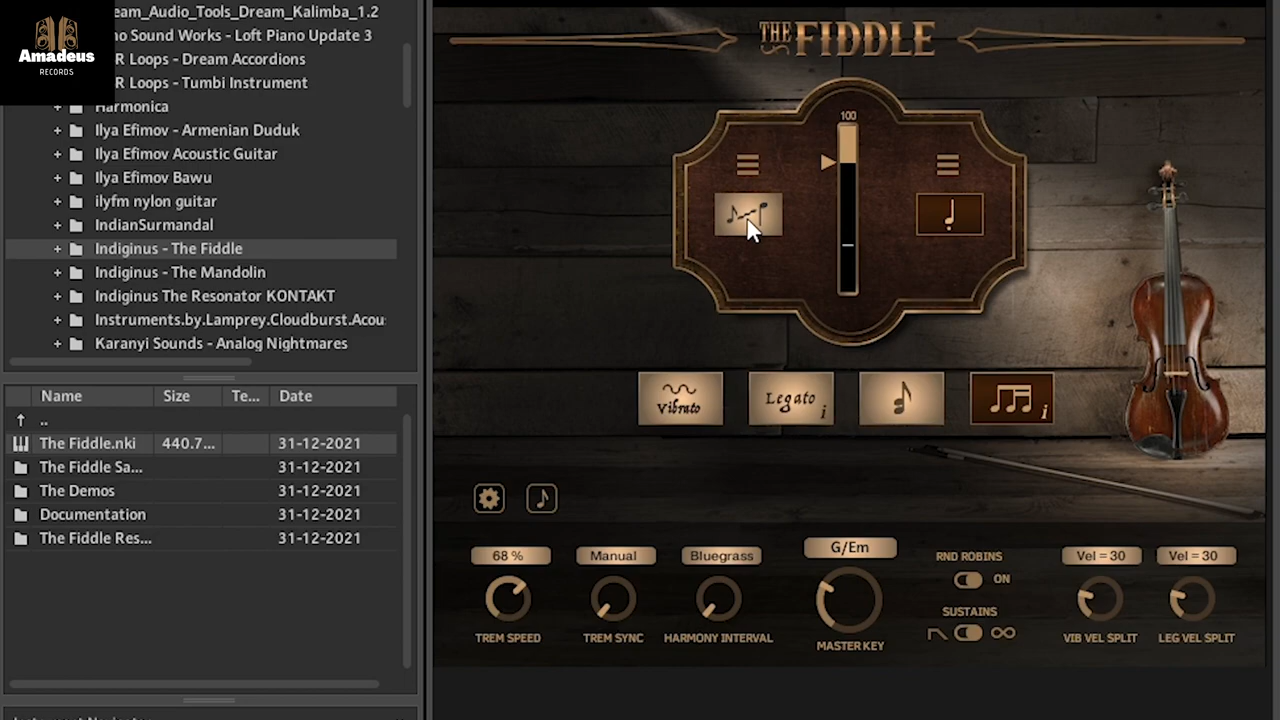 Amadeus
RECORDS
eam_Audio_Tools_Dream_Kalimba_1.2
no Sound Works - Loft Piano Update 3
R Loops - Dream Accordions
R Loops - Tumbi Instrument
Harmonica
Ilya Efimov - Armenian Duduk
Ilya Efimov Acoustic Guitar
Ilya Efimov Bawu
ilyfm nylon guitar
IndianSurmandal
Indiginus - The Fiddle
Indiginus - The Mandolin
Indiginus The Resonator KONTAKT
Instruments.by.Lamprey.Cloudburst.Acou
Karanyi Sounds - Analog Nightmares
Name Size Te... Date
..
The Fiddle.nki 440.7... 31-12-2021
The Fiddle Sa... 31-12-2021
The Demos 31-12-2021
Documentation 31-12-2021
The Fiddle Res... 31-12-2021
THE FIDDLE
100
Vibrato
Legato i
i
68 % Manual Bluegrass G/Em
TREM SPEED TREM SYNC HARMONY INTERVAL MASTER KEY
RND ROBINS
ON
SUSTAINS
Vel = 30 Vel = 30
VIB VEL SPLIT LEG VEL SPLIT